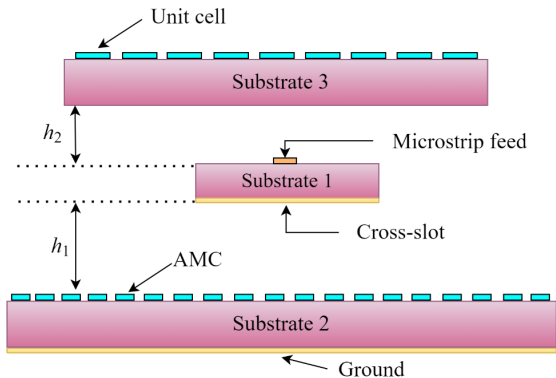 Unit cell
Substrate 3
h2
Microstrip feed
Substrate 1
Cross-slot
h1
AMC
Substrate 2
Ground